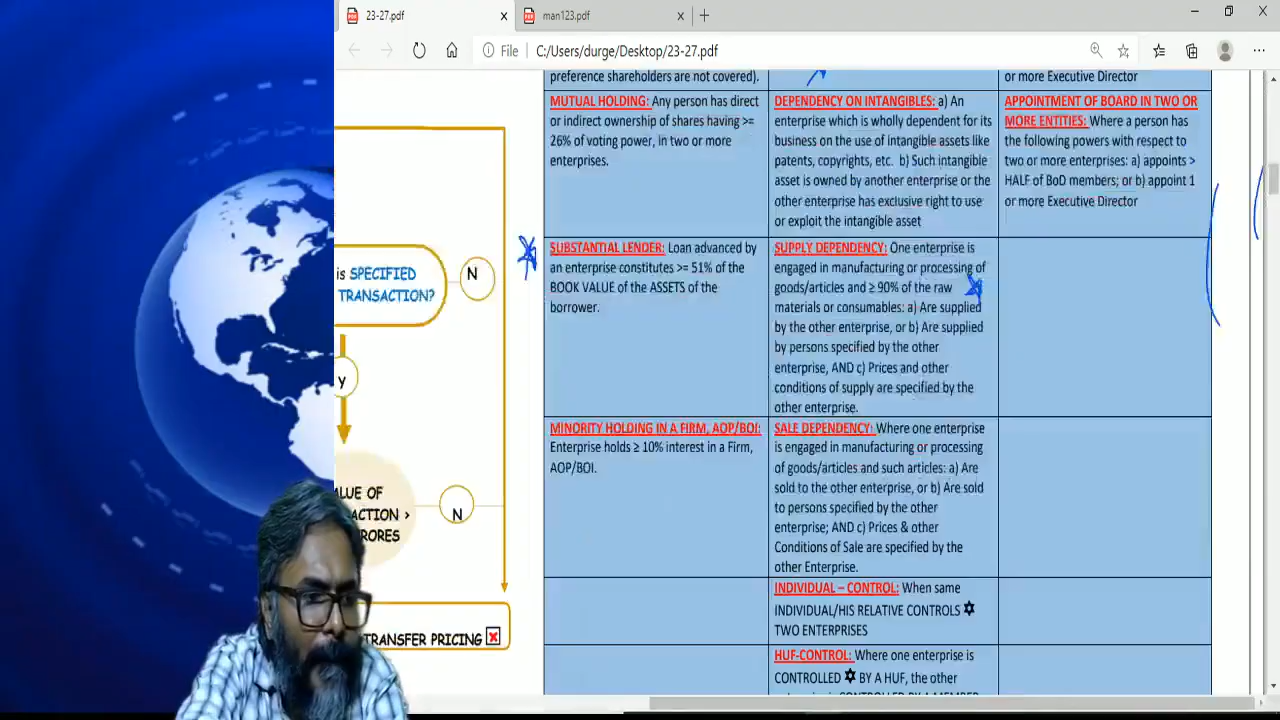 23-27.pdf
man123.pdf
File
C:/Users/durge/Desktop/23-27.pdf
is SPECIFIED
TRANSACTION?
N
y
ALUE OF
ACTION >
RORES
N
TRANSFER PRICING
preference shareholders are not covered).
MUTUAL HOLDING: Any person has direct
or indirect ownership of shares having >=
26% of voting power, in two or more
enterprises.
SUBSTANTIAL LENDER: Loan advanced by
an enterprise constitutes >= 51% of the
BOOK VALUE of the ASSETS of the
borrower.
MINORITY HOLDING IN A FIRM, AOP/BOI:
Enterprise holds ≥ 10% interest in a Firm,
AOP/BOI.
DEPENDENCY ON INTANGIBLES: a) An
enterprise which is wholly dependent for its
business on the use of intangible assets like
patents, copyrights, etc. b) Such intangible
asset is owned by another enterprise or the
other enterprise has exclusive right to use
or exploit the intangible asset
SUPPLY DEPENDENCY: One enterprise is
engaged in manufacturing or processing of
goods/articles and ≥ 90% of the raw
materials or consumables: a) Are supplied
by the other enterprise, or b) Are supplied
by persons specified by the other
enterprise, AND c) Prices and other
conditions of supply are specified by the
other enterprise.
SALE DEPENDENCY: Where one enterprise
is engaged in manufacturing or processing
of goods/articles and such articles: a) Are
sold to the other enterprise, or b) Are sold
to persons specified by the other
enterprise; AND c) Prices & other
Conditions of Sale are specified by the
other Enterprise.
INDIVIDUAL – CONTROL: When same
INDIVIDUAL/HIS RELATIVE CONTROLS
TWO ENTERPRISES
HUF-CONTROL: Where one enterprise is
CONTROLLED BY A HUF, the other
or more Executive Director
APPOINTMENT OF BOARD IN TWO OR
MORE ENTITIES: Where a person has
the following powers with respect to
two or more enterprises: a) appoints >
HALF of BoD members; or b) appoint 1
or more Executive Director